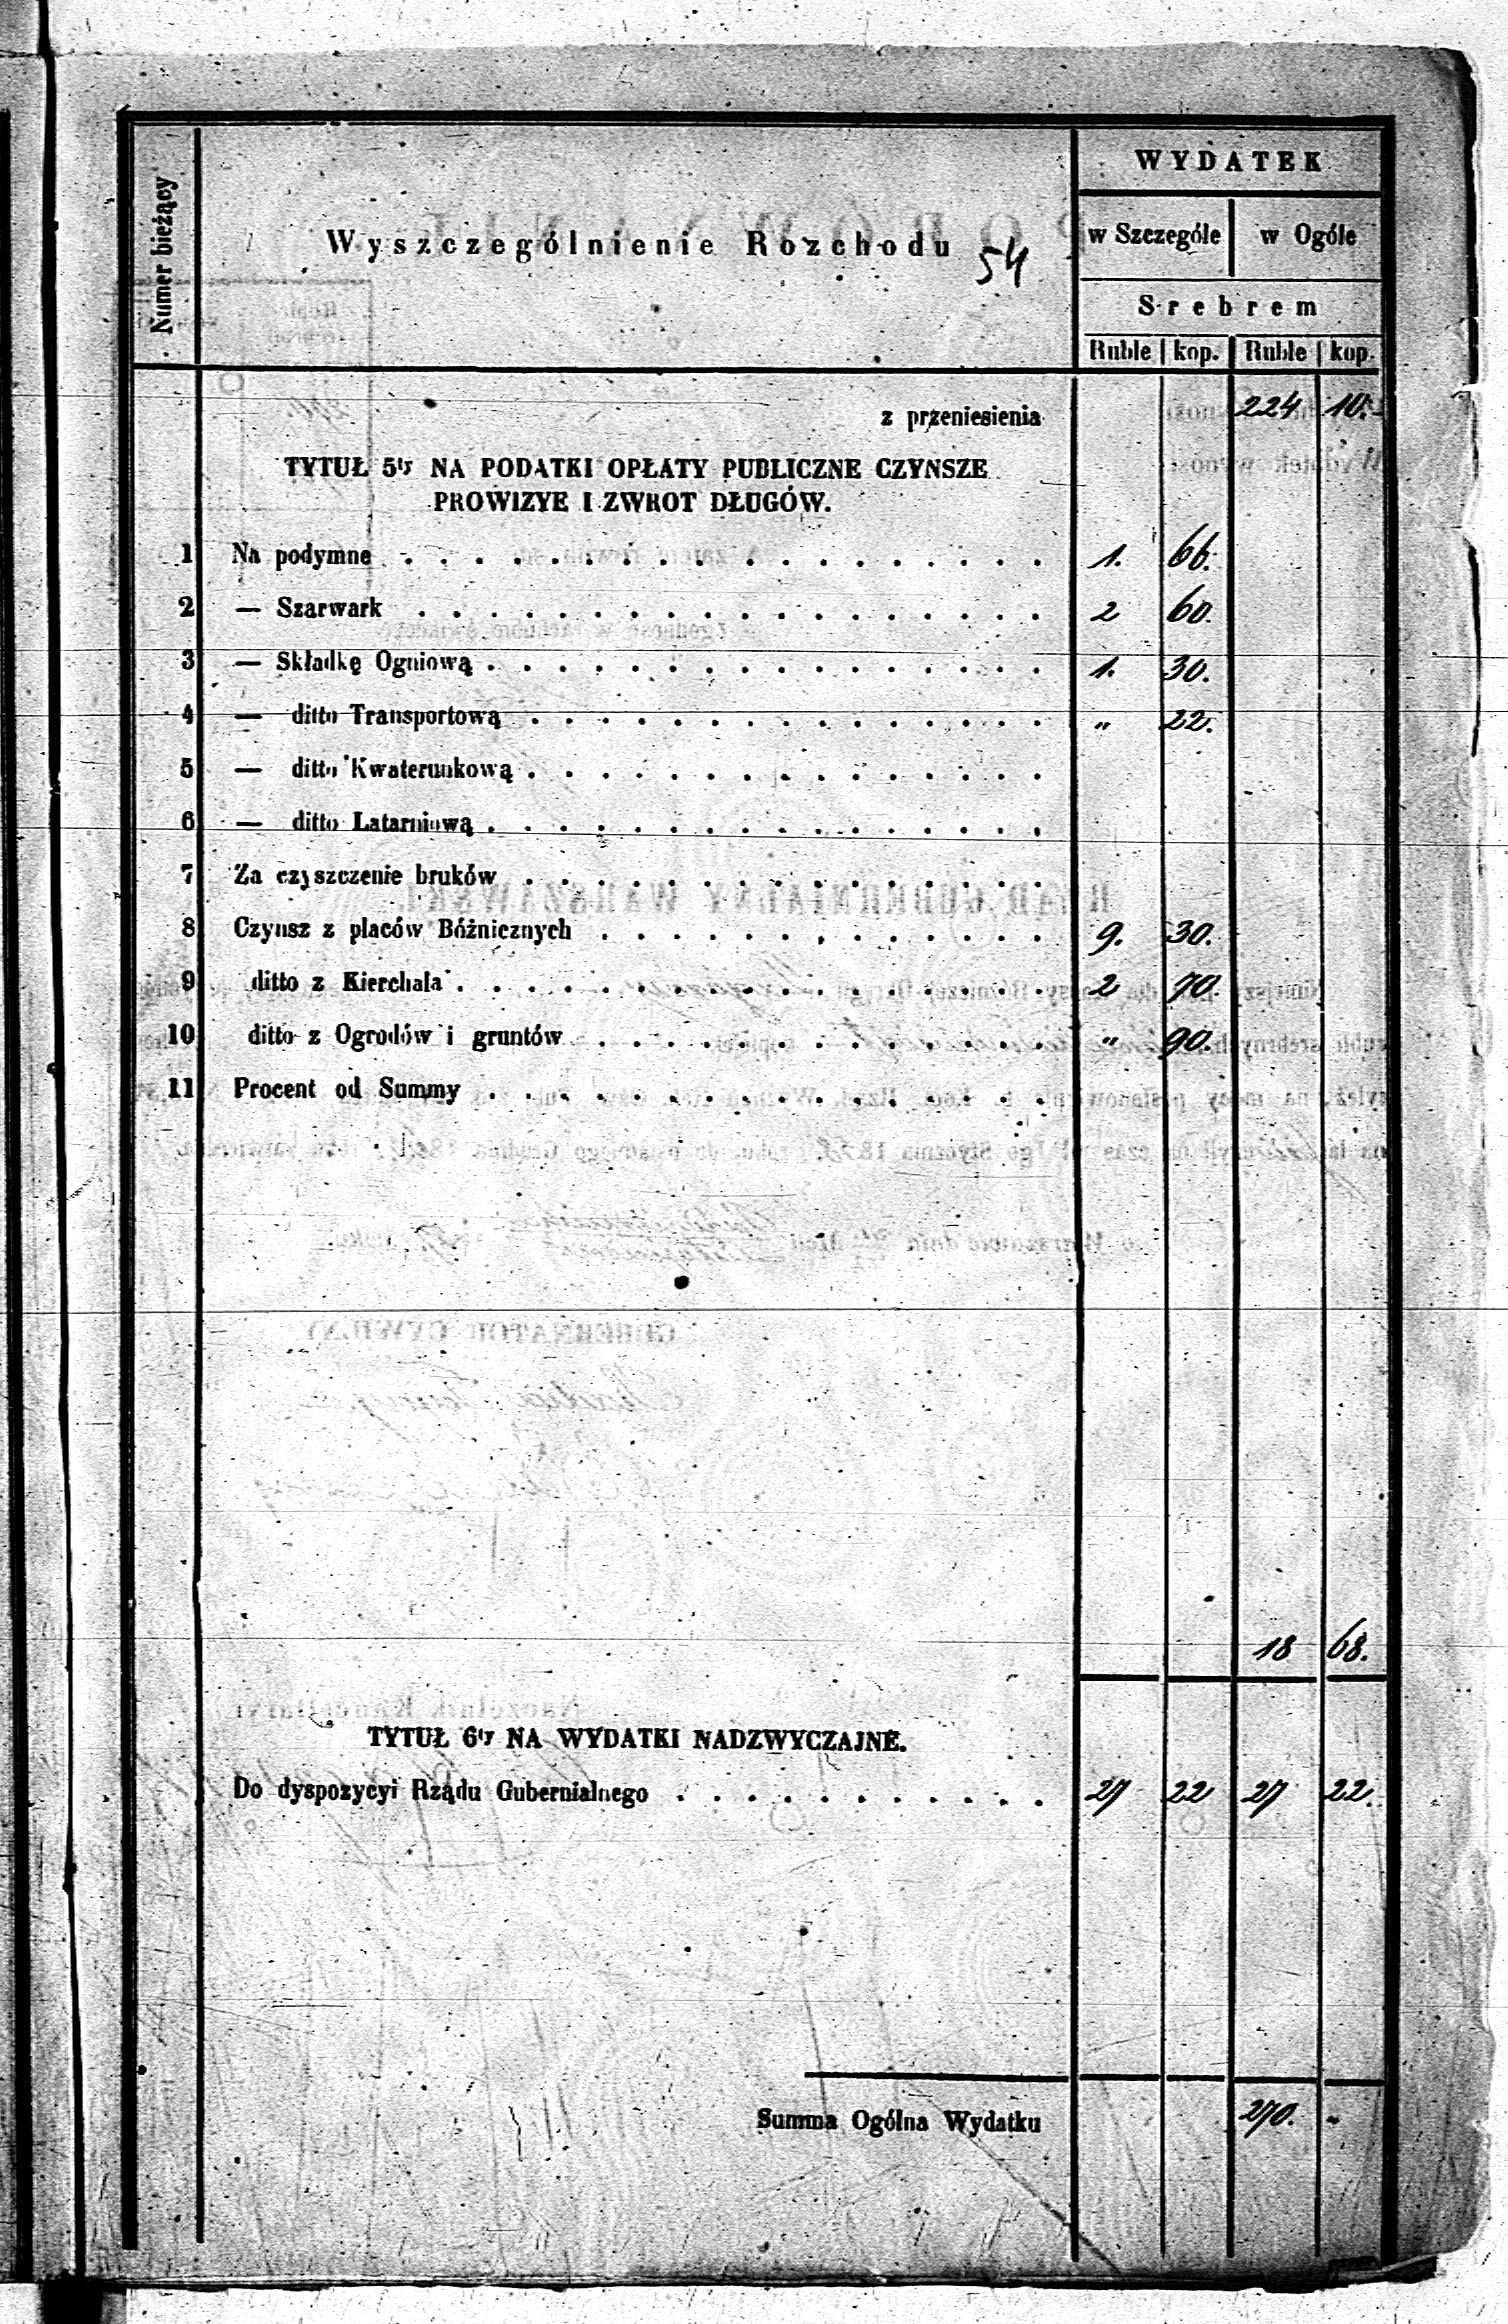 Numer bieżący
Wyszczególnienie Rozchodu 54
WYDATEK
w Szczególe w Ogóle
Srebrem
Ruble kop. Ruble kop.
z przeniesienia 224 10.
TYTUŁ 5ty NA PODATKI OPŁATY PUBLICZNE CZYNSZE
PROWIZYE I ZWROT DŁUGÓW.
1 Na podymne . . . . . . . . . . . . . . . . . . 1. 66.
2 — Szarwark . . . . . . . . . . . . . . . . . . 2 60.
3 — Składkę Ogniową . . . . . . . . . . . . . . . . 1. 30.
4 — ditto Transportową . . . . . . . . . . . . . . . „ 22.
5 — ditto Kwaterunkową . . . . . . . . . . . . . . .
6 — ditto Latarniową . . . . . . . . . . . . . . . .
7 Za czyszczenie bruków . . . . . . . . . . . . . . .
8 Czynsz z placów Bóżnicznych . . . . . . . . . . . . . 9. 30.
9 ditto z Kierchala . . . . . . . . . . . . . . . . . 2 70.
10 ditto z Ogrodów i gruntów . . . . . . . . . . . . . „ 90.
11 Procent od Summy . . . . . . . . . . . . . . . .
18 68.
TYTUŁ 6ty NA WYDATKI NADZWYCZAJNE.
Do dyspozycyi Rządu Gubernialnego . . . . . . . . . . . 27 22 27 22.
Summa Ogólna Wydatku 270. -